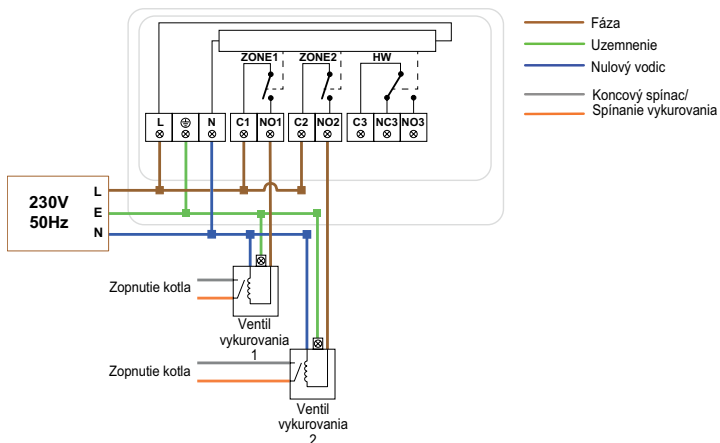 ZONE1 ZONE2 HW
L N C1 NO1 C2 NO2 C3 NC3 NO3
Fáza
Uzemnenie
Nulový vodic
Koncový spínac/
Spínanie vykurovania
230V
50Hz
L
E
N
Zopnutie kotla
Ventil
vykurovania
1
Zopnutie kotla
Ventil
vykurovania
2